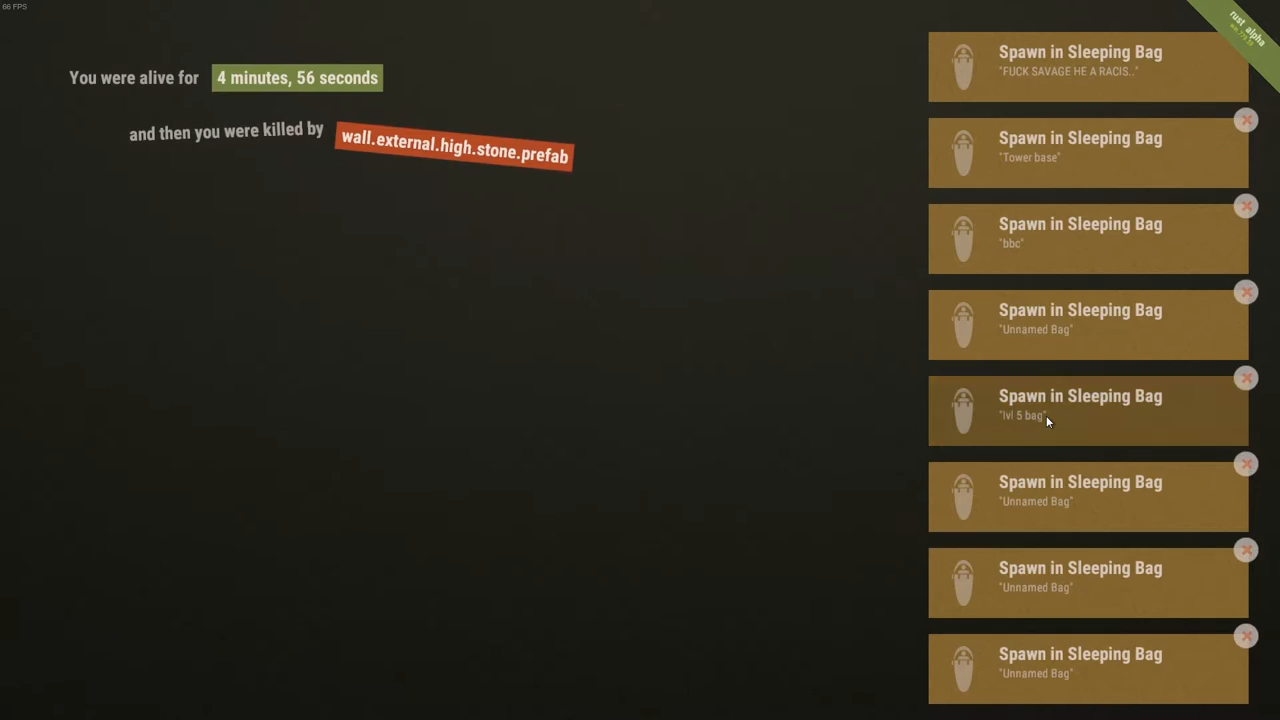 66 FPS
You were alive for 4 minutes, 56 seconds
and then you were killed by wall.external.high.stone.prefab
rust alpha
Spawn in Sleeping Bag
"FUCK SAVAGE HE A RACIS.."
Spawn in Sleeping Bag
"Tower base"
Spawn in Sleeping Bag
"bbc"
Spawn in Sleeping Bag
"Unnamed Bag"
Spawn in Sleeping Bag
"lvl 5 bag"
Spawn in Sleeping Bag
"Unnamed Bag"
Spawn in Sleeping Bag
"Unnamed Bag"
Spawn in Sleeping Bag
"Unnamed Bag"